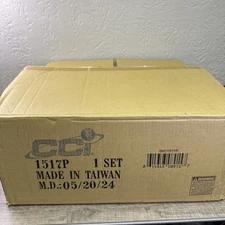 CCI
1517P 1 SET
MADE IN TAIWAN
M.D.: 05/20/24